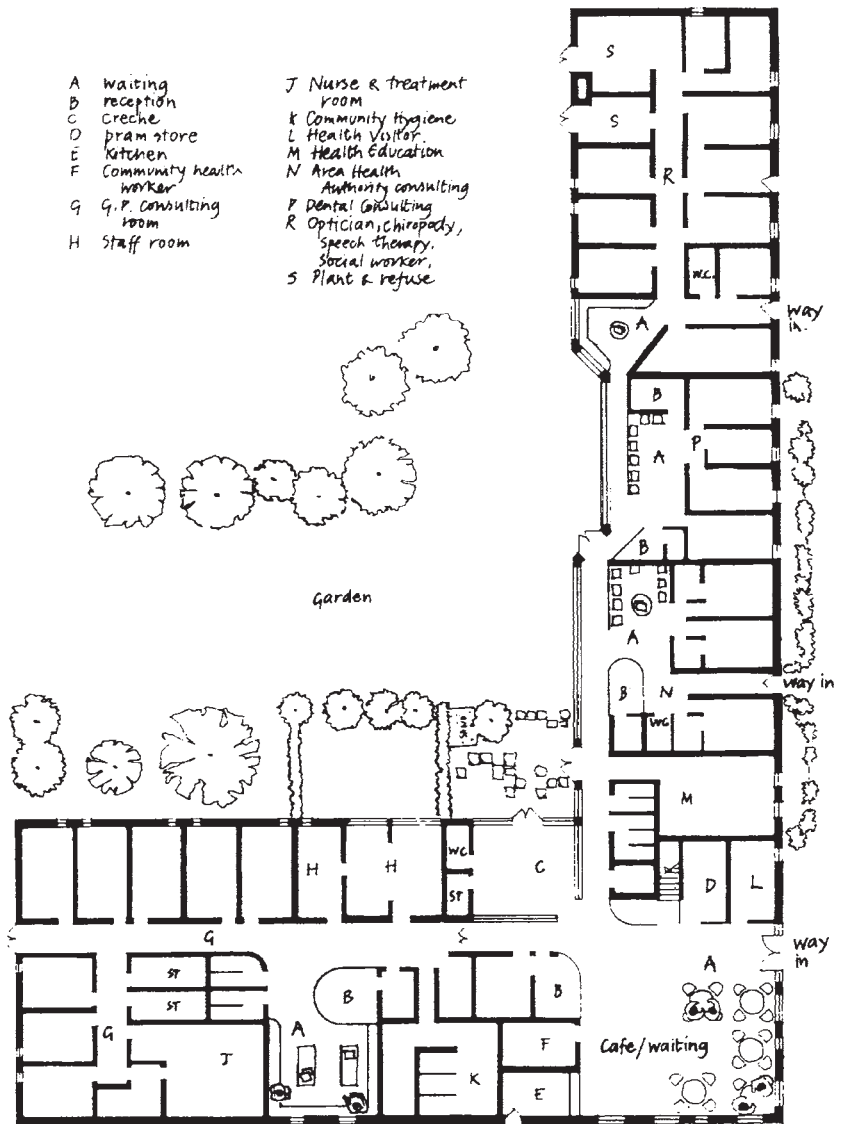 A waiting
B reception
C Creche
D pram store
E Kitchen
F Community health
worker
G G.P. Consulting
room
H Staff room
J Nurse & treatment
room
K Community Hygiene
L Health Visitor.
M Health Education
N Area Health
Authority consulting
P Dental Consulting
R Optician, chiropody,
speech therapy.
Social worker.
S Plant & refuse
S
S
R
W.C.
way
in.
A
B
A
P
B
Garden
A
way in
B
N
WC
M
H
H
WC
C
ST
D
L
G
way
in
A
ST
ST
B
B
A
G
J
F
Cafe/waiting
K
E